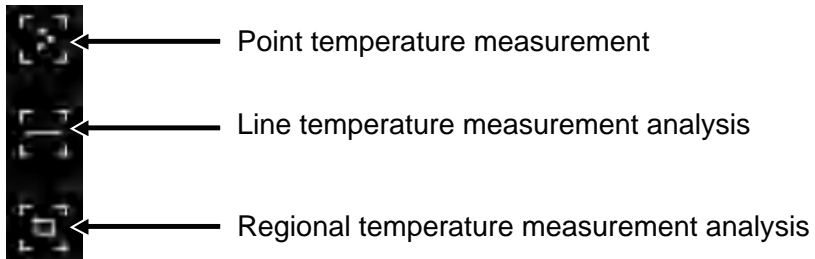 Point temperature measurement
Line temperature measurement analysis
Regional temperature measurement analysis